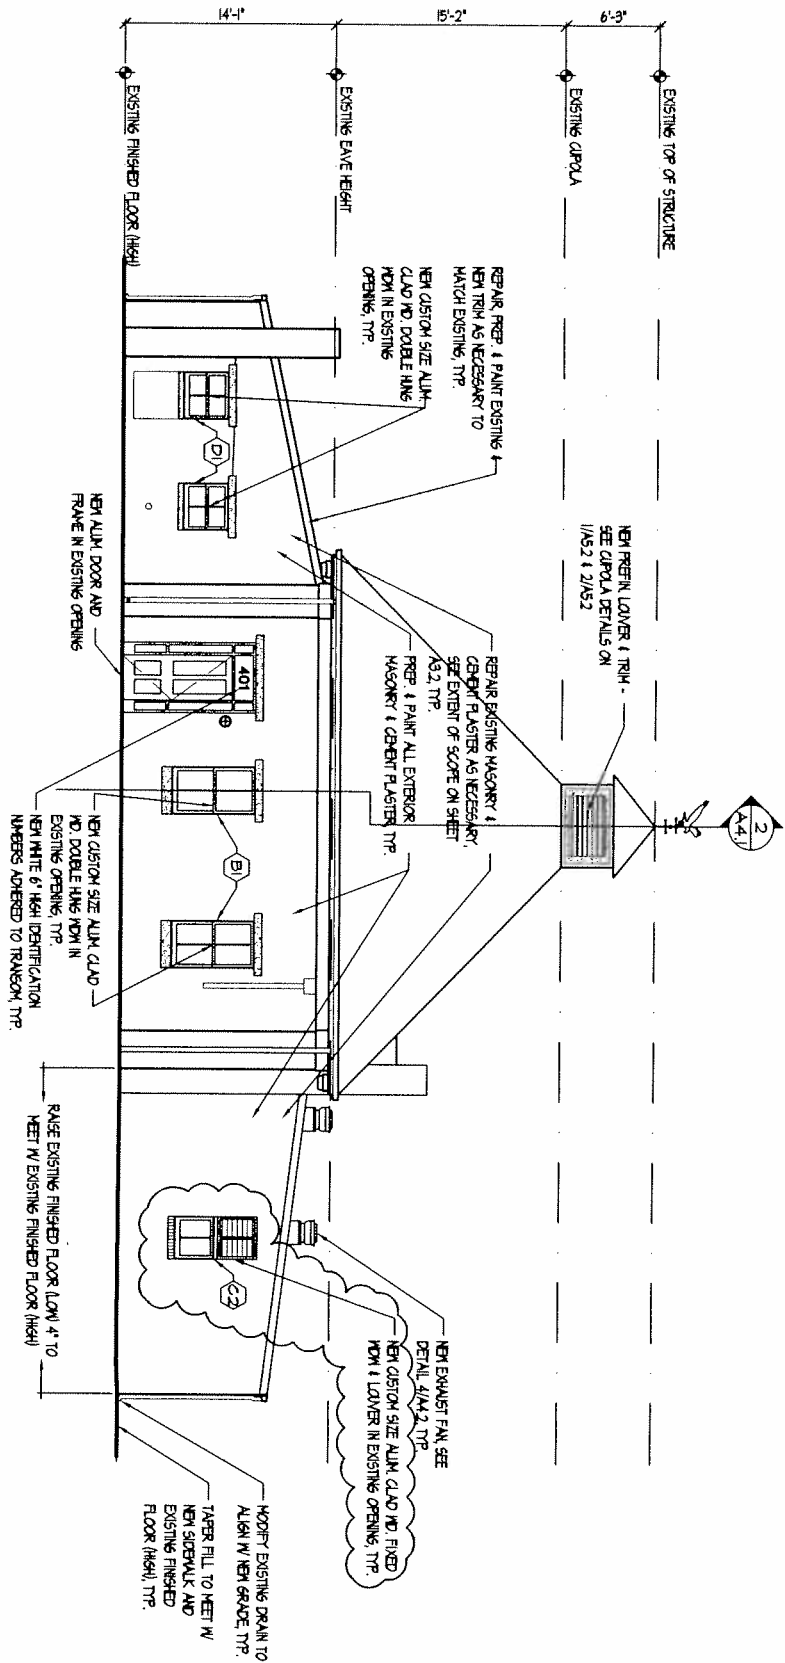 6'-3"
15'-2"
14'-1"
EXISTING TOP OF STRUCTURE
EXISTING CUPOLA
EXISTING EAVE HEIGHT
EXISTING FINISHED FLOOR (HIGH)
REPAIR, PREP. & PAINT EXISTING &
NEW TRIM AS NECESSARY TO
MATCH EXISTING, TYP.
NEW CUSTOM SIZE ALUM.
CLAD WD. DOUBLE HUNG
WDW IN EXISTING
OPENING, TYP.
NEW PREFIN. LOUVER & TRIM -
SEE CUPOLA DETAILS ON
1/A5.2 & 2/A5.2
2
A4.1
REPAIR EXISTING MASONRY &
CEMENT PLASTER AS NECESSARY,
SEE EXTENT OF SCOPE ON SHEET
A3.2, TYP.
PREP. & PAINT ALL EXTERIOR
MASONRY & CEMENT PLASTER, TYP.
NEW EXHAUST FAN, SEE
DETAIL 4/A4.2, TYP.
NEW CUSTOM SIZE ALUM. CLAD WD. FIXED
WDW & LOUVER IN EXISTING OPENING, TYP.
D1
401
B1
C2
NEW ALUM. DOOR AND
FRAME IN EXISTING OPENING
NEW CUSTOM SIZE ALUM. CLAD
WD. DOUBLE HUNG WDW IN
EXISTING OPENING, TYP.
NEW WHITE 6" HIGH IDENTIFICATION
NUMBERS ADHERED TO TRANSOM, TYP.
RAISE EXISTING FINISHED FLOOR (LOW) 4" TO
MEET W/ EXISTING FINISHED FLOOR (HIGH)
MODIFY EXISTING DRAIN TO
ALIGN W/ NEW GRADE, TYP.
TAPER FILL TO MEET W/
NEW SIDEWALK AND
EXISTING FINISHED
FLOOR (HIGH), TYP.